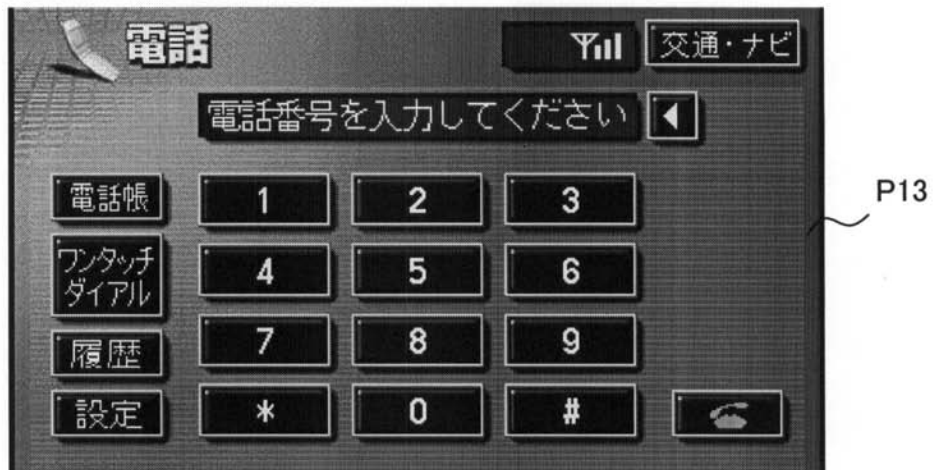 電話
交通・ナビ
電話番号を入力してください
電話帳
1 2 3
P13
ワンタッチ
ダイアル
4 5 6
履歴
7 8 9
設定
* 0 #